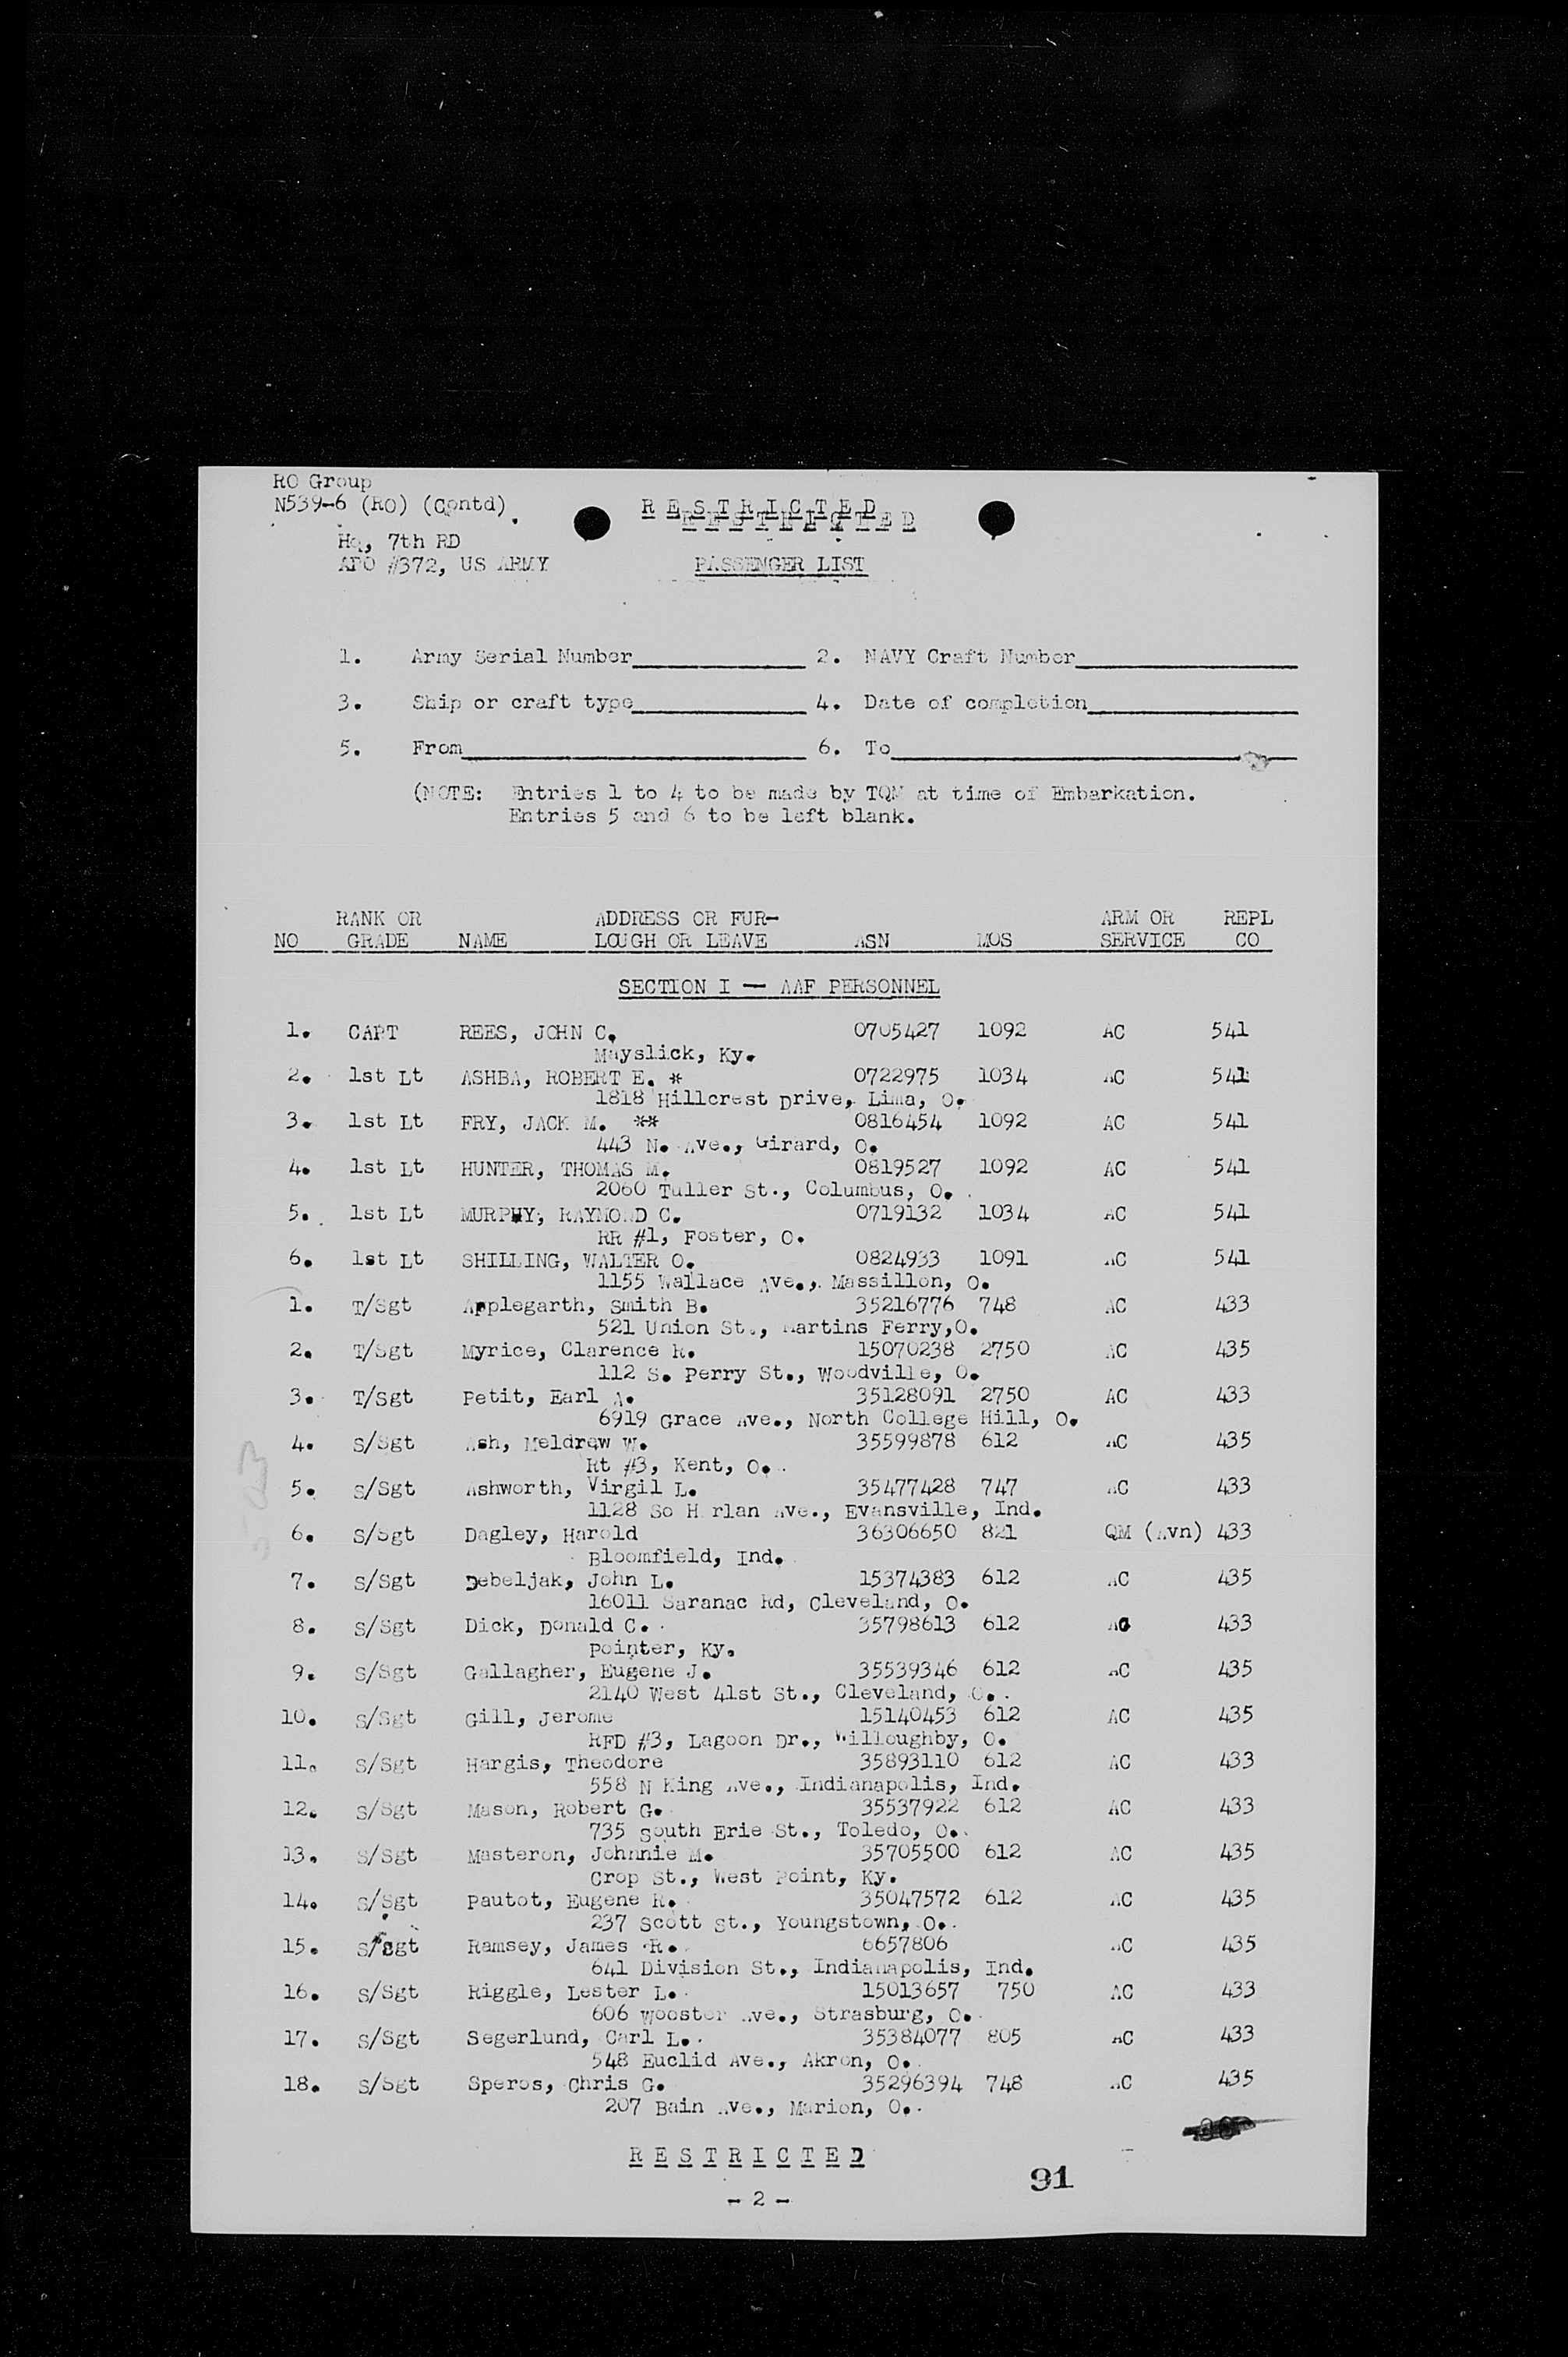 RO Group
N539-6 (RO) (Contd)
R E S T R I C T E D
R E S T R I C T E D
Hq, 7th RD
APO #372, US ARMY
PASSENGER LIST
1. Army Serial Number 2. NAVY Craft Number
3. Ship or craft type 4. Date of completion
5. From 6. To
(NOTE: Entries 1 to 4 to be made by TQM at time of Embarkation.
Entries 5 and 6 to be left blank.
RANK OR ADDRESS OR FUR- ARM OR REPL
NO GRADE NAME LOUGH OR LEAVE ASN MOS SERVICE CO
SECTION I — AAF PERSONNEL
1. CAPT REES, JOHN C. 0705427 1092 AC 541
Mayslick, Ky.
2. 1st Lt ASHBA, ROBERT E. * 0722975 1034 AC 541
1818 Hillcrest Drive, Lima, O.
3. 1st Lt FRY, JACK M. ** 0816454 1092 AC 541
443 N. Ave., Girard, O.
4. 1st Lt HUNTER, THOMAS M. 0819527 1092 AC 541
2060 Tuller St., Columbus, O.
5. 1st Lt MURPHY, RAYMOND C. 0719132 1034 AC 541
RR #1, Foster, O.
6. 1st Lt SHILLING, WALTER O. 0824933 1091 AC 541
1155 Wallace Ave., Massillon, O.
1. T/Sgt Applegarth, Smith B. 35216776 748 AC 433
521 Union St., Martins Ferry,O.
2. T/Sgt Myrice, Clarence R. 15070238 2750 AC 435
112 S. Perry St., Woodville, O.
3. T/Sgt Petit, Earl A. 35128091 2750 AC 433
6919 Grace Ave., North College Hill, O.
4. S/Sgt Ash, Meldrew W. 35599878 612 AC 435
Rt #3, Kent, O.
5. S/Sgt Ashworth, Virgil L. 35477428 747 AC 433
1128 So H rlan Ave., Evansville, Ind.
6. S/Sgt Dagley, Harold 36306650 821 QM (Avn) 433
Bloomfield, Ind.
7. S/Sgt Debeljak, John L. 15374383 612 AC 435
16011 Saranac Rd, Cleveland, O.
8. S/Sgt Dick, Donald C. 35798613 612 AC 433
Pointer, Ky.
9. S/Sgt Gallagher, Eugene J. 35539346 612 AC 435
2140 West 41st St., Cleveland, O.
10. S/Sgt Gill, Jerome 15140453 612 AC 435
RFD #3, Lagoon Dr., Willoughby, O.
11. S/Sgt Hargis, Theodore 35893110 612 AC 433
558 N King Ave., Indianapolis, Ind.
12. S/Sgt Mason, Robert G. 35537922 612 AC 433
735 South Erie St., Toledo, O.
13. S/Sgt Masteron, Johnnie M. 35705500 612 AC 435
Crop St., West Point, Ky.
14. S/Sgt Pautot, Eugene R. 35047572 612 AC 435
237 Scott St., Youngstown, O.
15. S/Sgt Ramsey, James R. 6657806 AC 435
641 Division St., Indianapolis, Ind.
16. S/Sgt Riggle, Lester L. 15013657 750 AC 433
606 Wooster Ave., Strasburg, O.
17. S/Sgt Segerlund, Carl L. 35384077 805 AC 433
548 Euclid Ave., Akron, O.
18. S/Sgt Speros, Chris G. 35296394 748 AC 435
207 Bain Ave., Marion, O.
R E S T R I C T E D
91
- 2 -